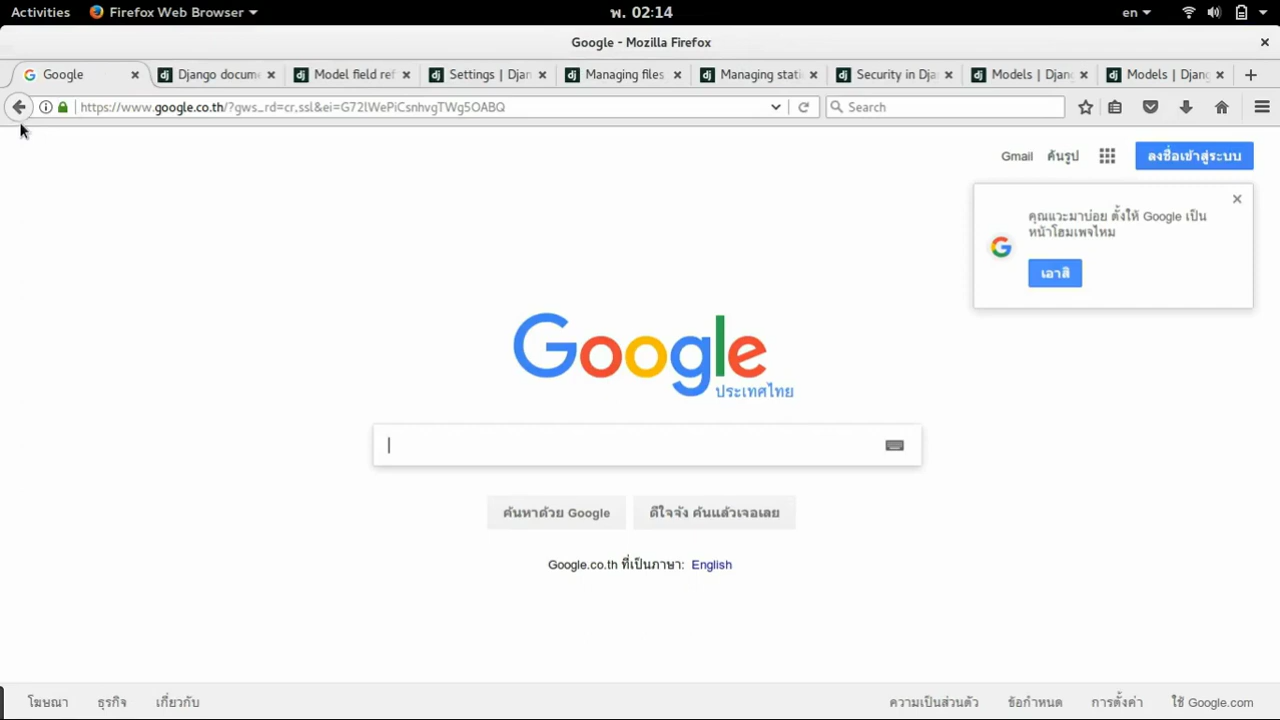 Activities Firefox Web Browser พ. 02:14 en
Google - Mozilla Firefox
Google Django docum Model field ref Settings | Djan Managing files Managing stati Security in Dja Models | Djang Models | Djang
https://www.google.co.th/?gws_rd=cr,ssl&ei=G72lWePiCsnhvgTWg5OABQ Search
Gmail ค้นรูป ลงชื่อเข้าสู่ระบบ
คุณแวะมาบ่อย ตั้งให้ Google เป็น
หน้าโฮมเพจไหม
เอาสิ
Google
ประเทศไทย
ค้นหาด้วย Google ดีใจจัง ค้นแล้วเจอเลย
Google.co.th ที่เป็นภาษา: English
โฆษณา ธุรกิจ เกี่ยวกับ ความเป็นส่วนตัว ข้อกำหนด การตั้งค่า ใช้ Google.com